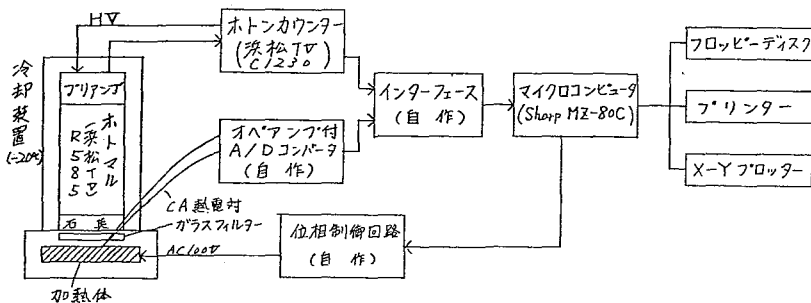 HV
ホトンカウンター
(浜松TV
C1230)
フロッピーディスク
冷却装置
(-20℃)
プリアンプ
インターフェース
(自作)
マイクロコンピュータ
(Sharp MZ-80C)
プリンター
ホトマル
(浜松TV
R585)
オペアンプ付
A/Dコンバータ
(自作)
X-Yプロッター
CA熱電対
石英
ガラスフィルター
AC100V
位相制御回路
(自作)
加熱体